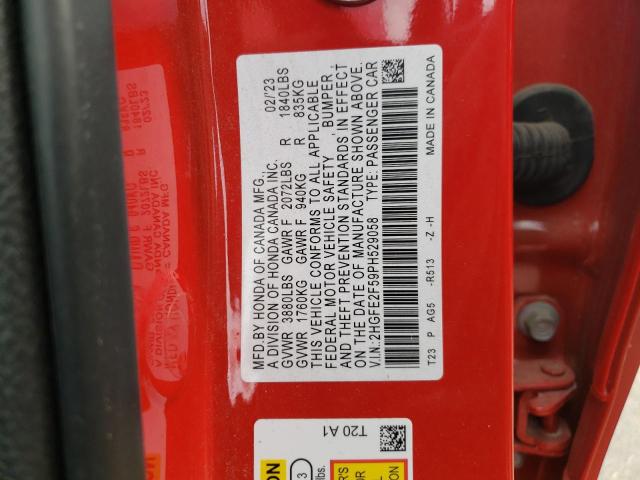 MFD.BY HONDA OF CANADA MFG.,
A DIVISION OF HONDA CANADA INC. 02/'23
GVWR 3880LBS GAWR F 2072LBS R 1840LBS
GVWR 1760KG GAWR F 940KG R 835KG
THIS VEHICLE CONFORMS TO ALL APPLICABLE
FEDERAL MOTOR VEHICLE SAFETY, BUMPER,
AND THEFT PREVENTION STANDARDS IN EFFECT
ON THE DATE OF MANUFACTURE SHOWN ABOVE.
V.I.N.:2HGFE2F59PH529058 TYPE: PASSENGER CAR
T23 P AG5 -R513 -Z -H MADE IN CANADA
T20 A1